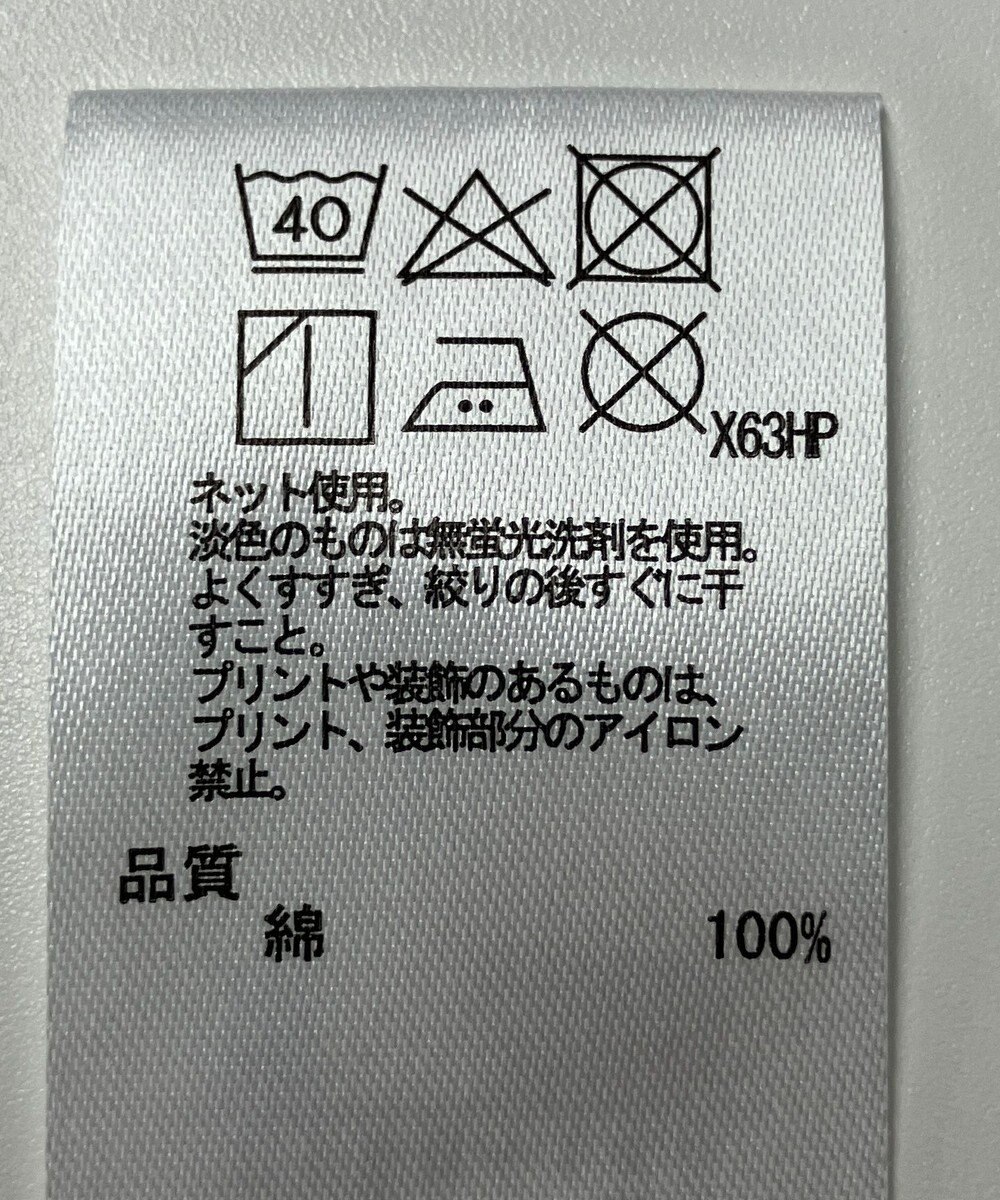 40
X63HP
ネット使用。
淡色のものは無蛍光洗剤を使用。
よくすすぎ、絞りの後すぐに干
すこと。
プリントや装飾のあるものは、
プリント、装飾部分のアイロン
禁止。
品質
綿 100%